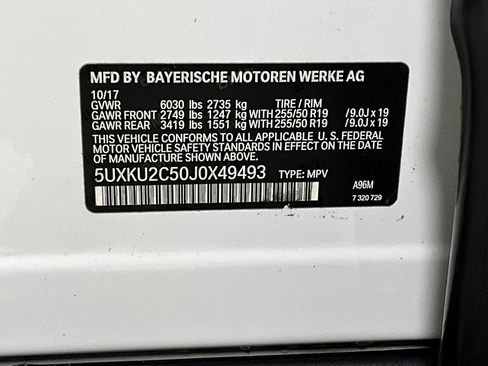 MFD BY BAYERISCHE MOTOREN WERKE AG
10/17
GVWR 6030 lbs 2735 kg TIRE / RIM
GAWR FRONT 2749 lbs 1247 kg WITH 255/50 R19 /9.0J x 19
GAWR REAR 3419 lbs 1551 kg WITH 255/50 R19 /9.0J x 19
THIS VEHICLE CONFORMS TO ALL APPLICABLE U. S. FEDERAL
MOTOR VEHICLE SAFETY STANDARDS IN EFFECT ON THE
DATE OF MANUFACTURE SHOWN ABOVE.
5UXKU2C50J0X49493 TYPE: MPV A96M
7 320 729